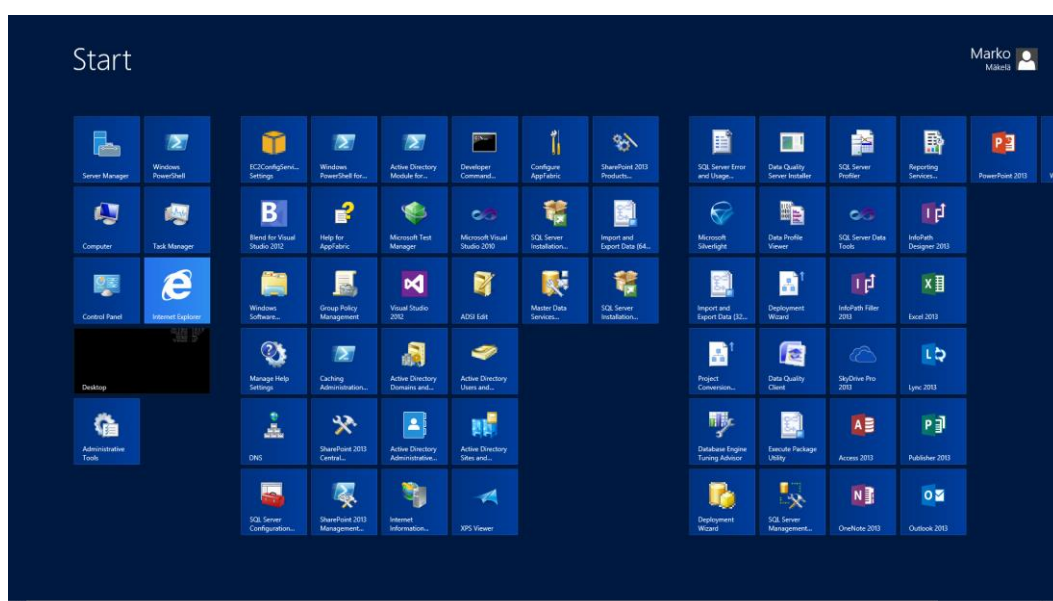 Start
Marko
Mäkelä
Server Manager
Windows
PowerShell
Computer
Task Manager
Control Panel
Internet Explorer
Desktop
Administrative
Tools
EC2ConfigServi...
Settings
Windows
PowerShell for...
Active Directory
Module for...
Developer
Command...
Configure
AppFabric
SharePoint 2013
Products...
Blend for Visual
Studio 2012
Help for
AppFabric
Microsoft Test
Manager
Microsoft Visual
Studio 2010
SQL Server
Installation...
Import and
Export Data (64...
Windows
Software...
Group Policy
Management
Visual Studio
2012
ADSI Edit
Master Data
Services...
SQL Server
Installation...
Manage Help
Settings
Caching
Administration...
Active Directory
Domains and...
Active Directory
Users and...
DNS
SharePoint 2013
Central...
Active Directory
Administrative...
Active Directory
Sites and...
SQL Server
Configuration...
SharePoint 2013
Management...
Internet
Information...
XPS Viewer
SQL Server Error
and Usage...
Data Quality
Server Installer
SQL Server
Profiler
Reporting
Services...
PowerPoint 2013
W
Microsoft
Silverlight
Data Profile
Viewer
SQL Server Data
Tools
InfoPath
Designer 2013
Import and
Export Data (32...
Deployment
Wizard
InfoPath Filler
2013
Excel 2013
Project
Conversion...
Data Quality
Client
SkyDrive Pro
2013
Lync 2013
Database Engine
Tuning Advisor
Execute Package
Utility
Access 2013
Publisher 2013
Deployment
Wizard
SQL Server
Management...
OneNote 2013
Outlook 2013